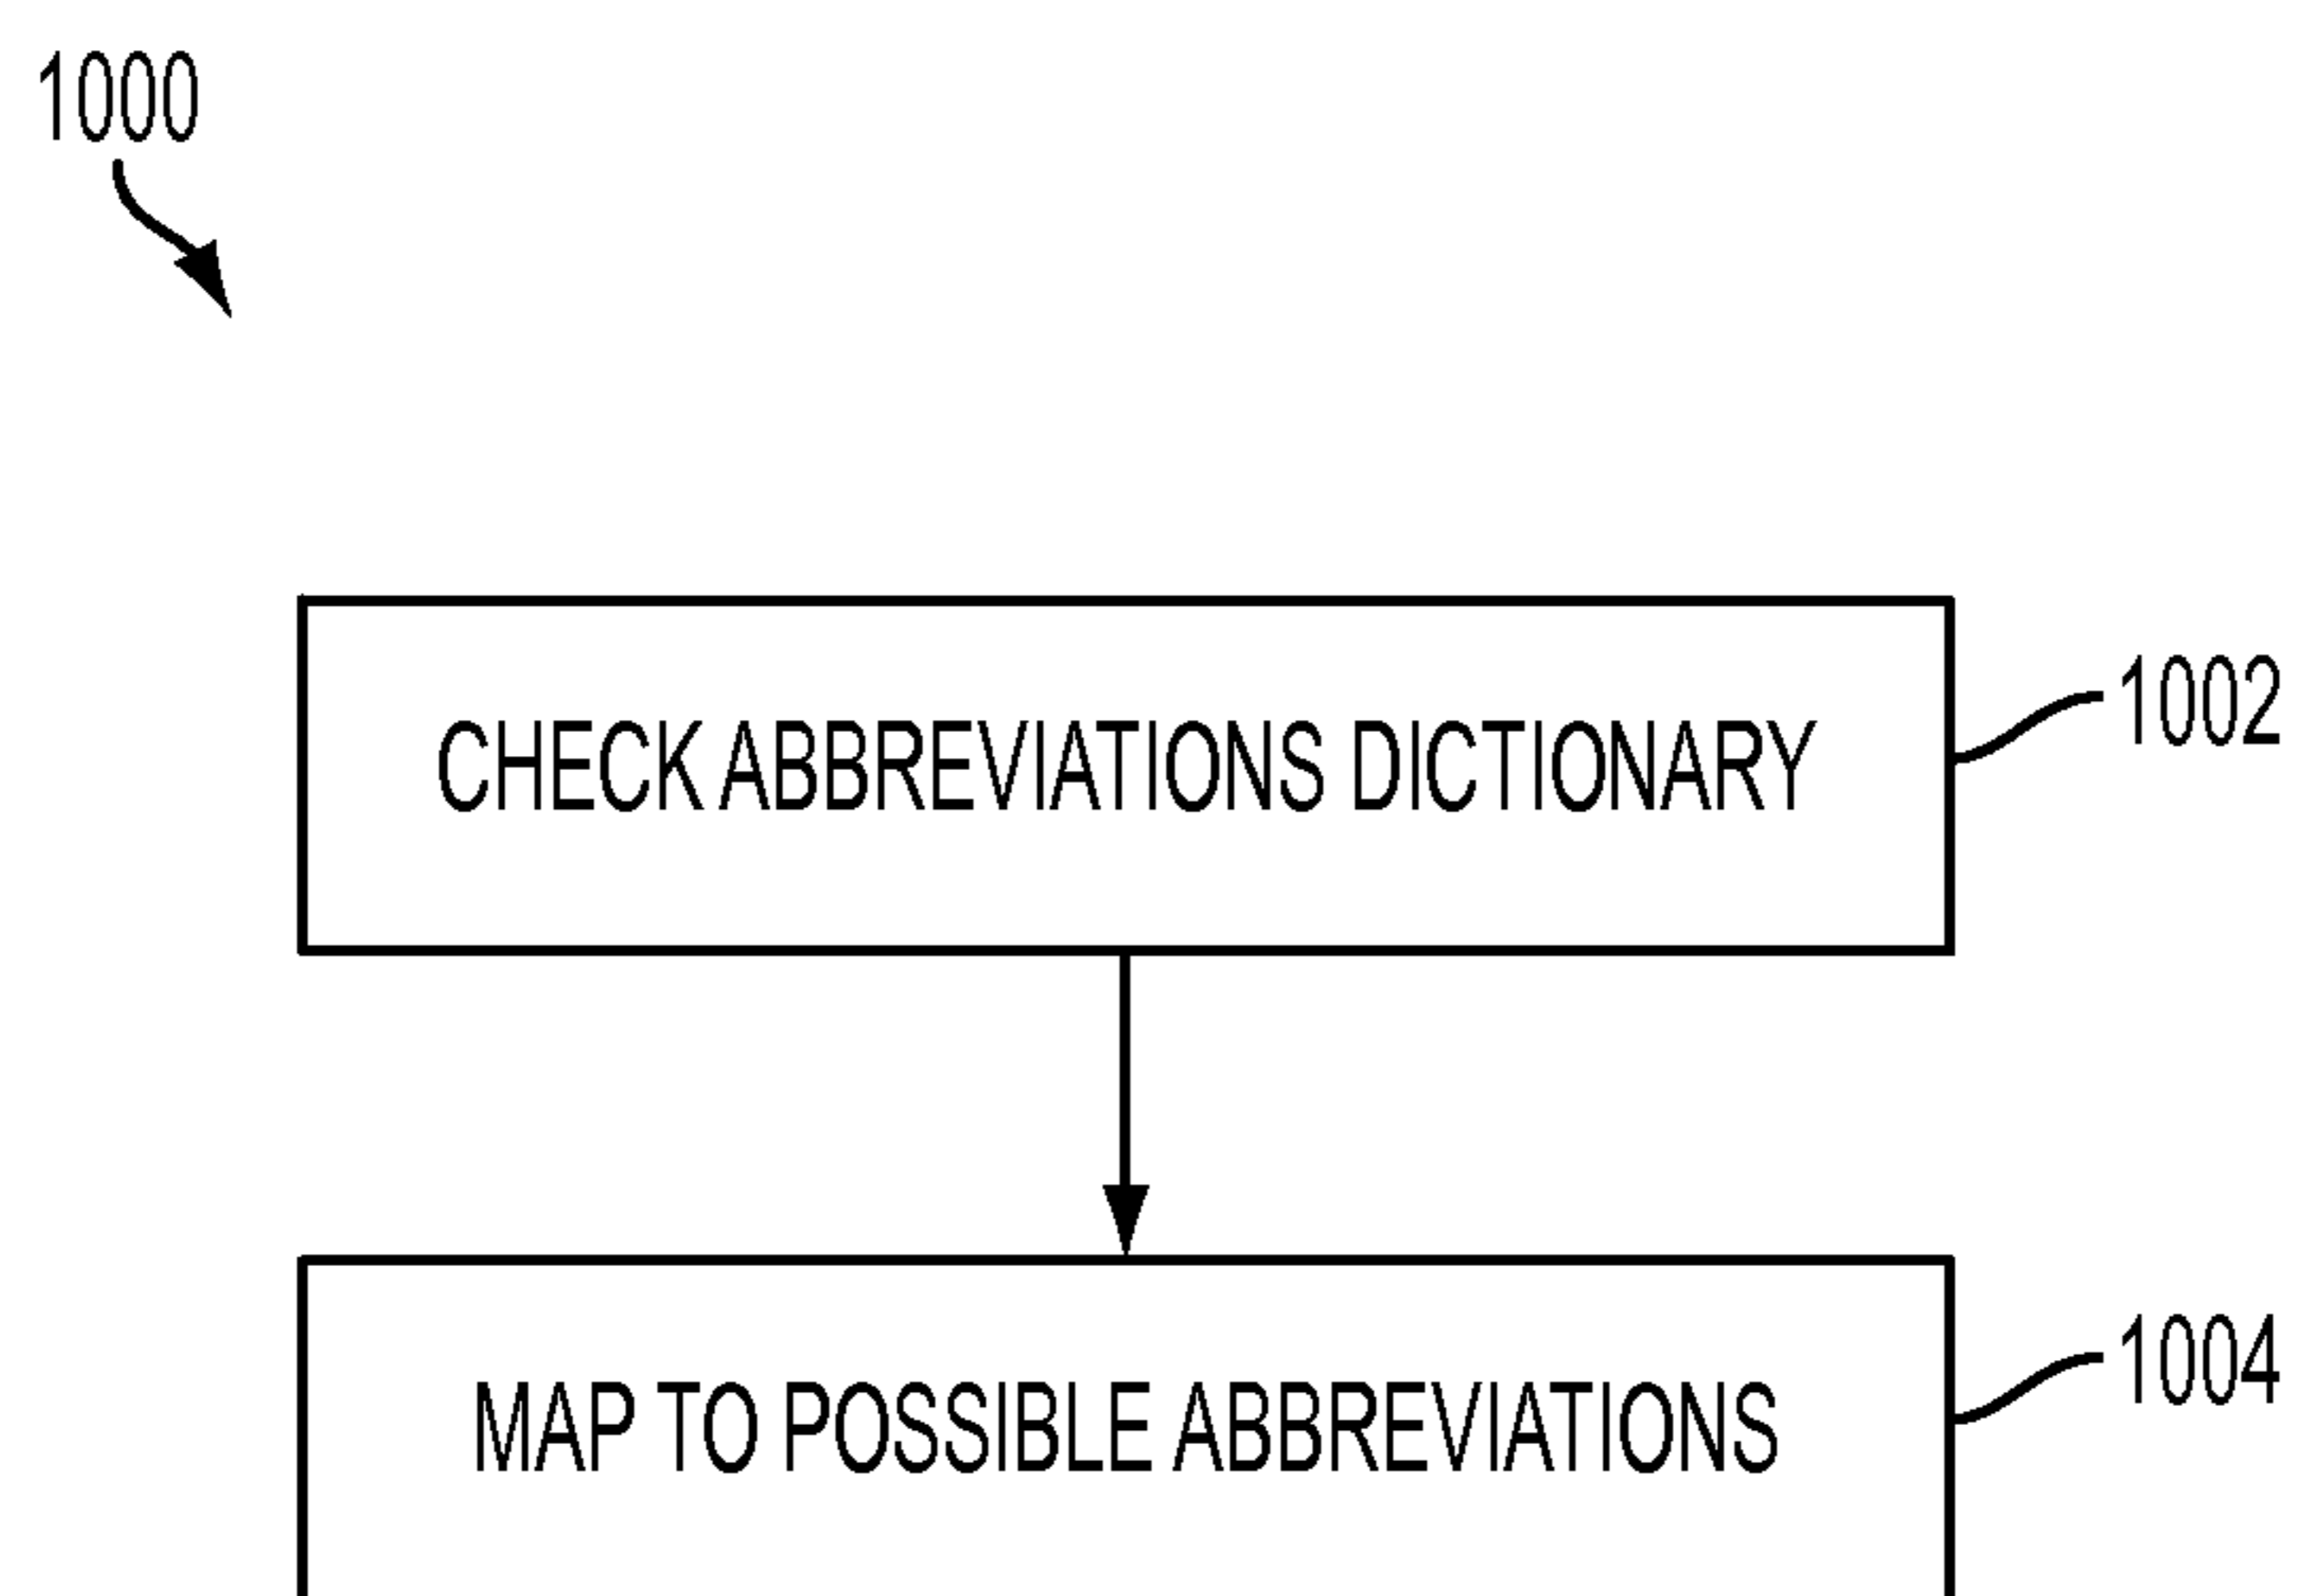 1000
CHECK ABBREVIATIONS DICTIONARY
1002
MAP TO POSSIBLE ABBREVIATIONS
1004